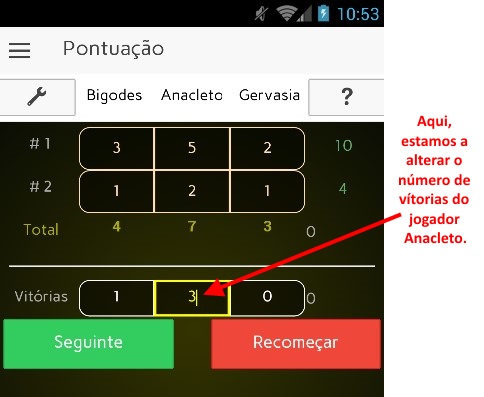 10:53
Pontuação
Bigodes Anacleto Gervasia ?
# 1 3 5 2 10
# 2 1 2 1 4
Total 4 7 3 0
Vitórias 1 3 0 0
Seguinte Recomeçar
Aqui,
estamos a
alterar o
número de
vítorias do
jogador
Anacleto.